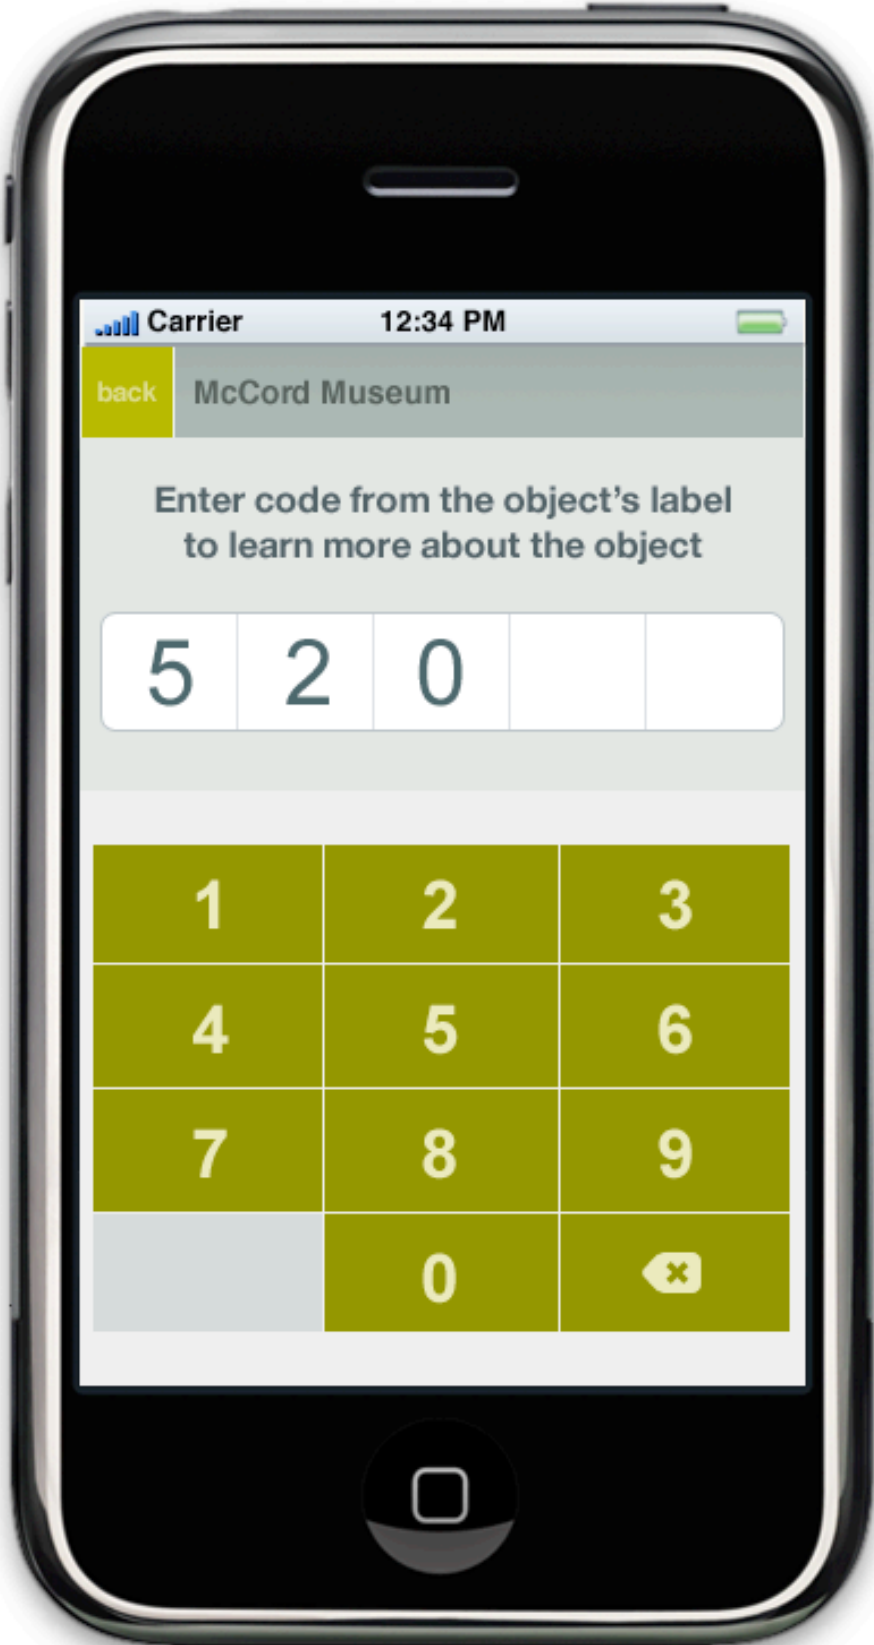 Carrier 12:34 PM
back McCord Museum
Enter code from the object’s label
to learn more about the object
5 2 0
1 2 3
4 5 6
7 8 9
0